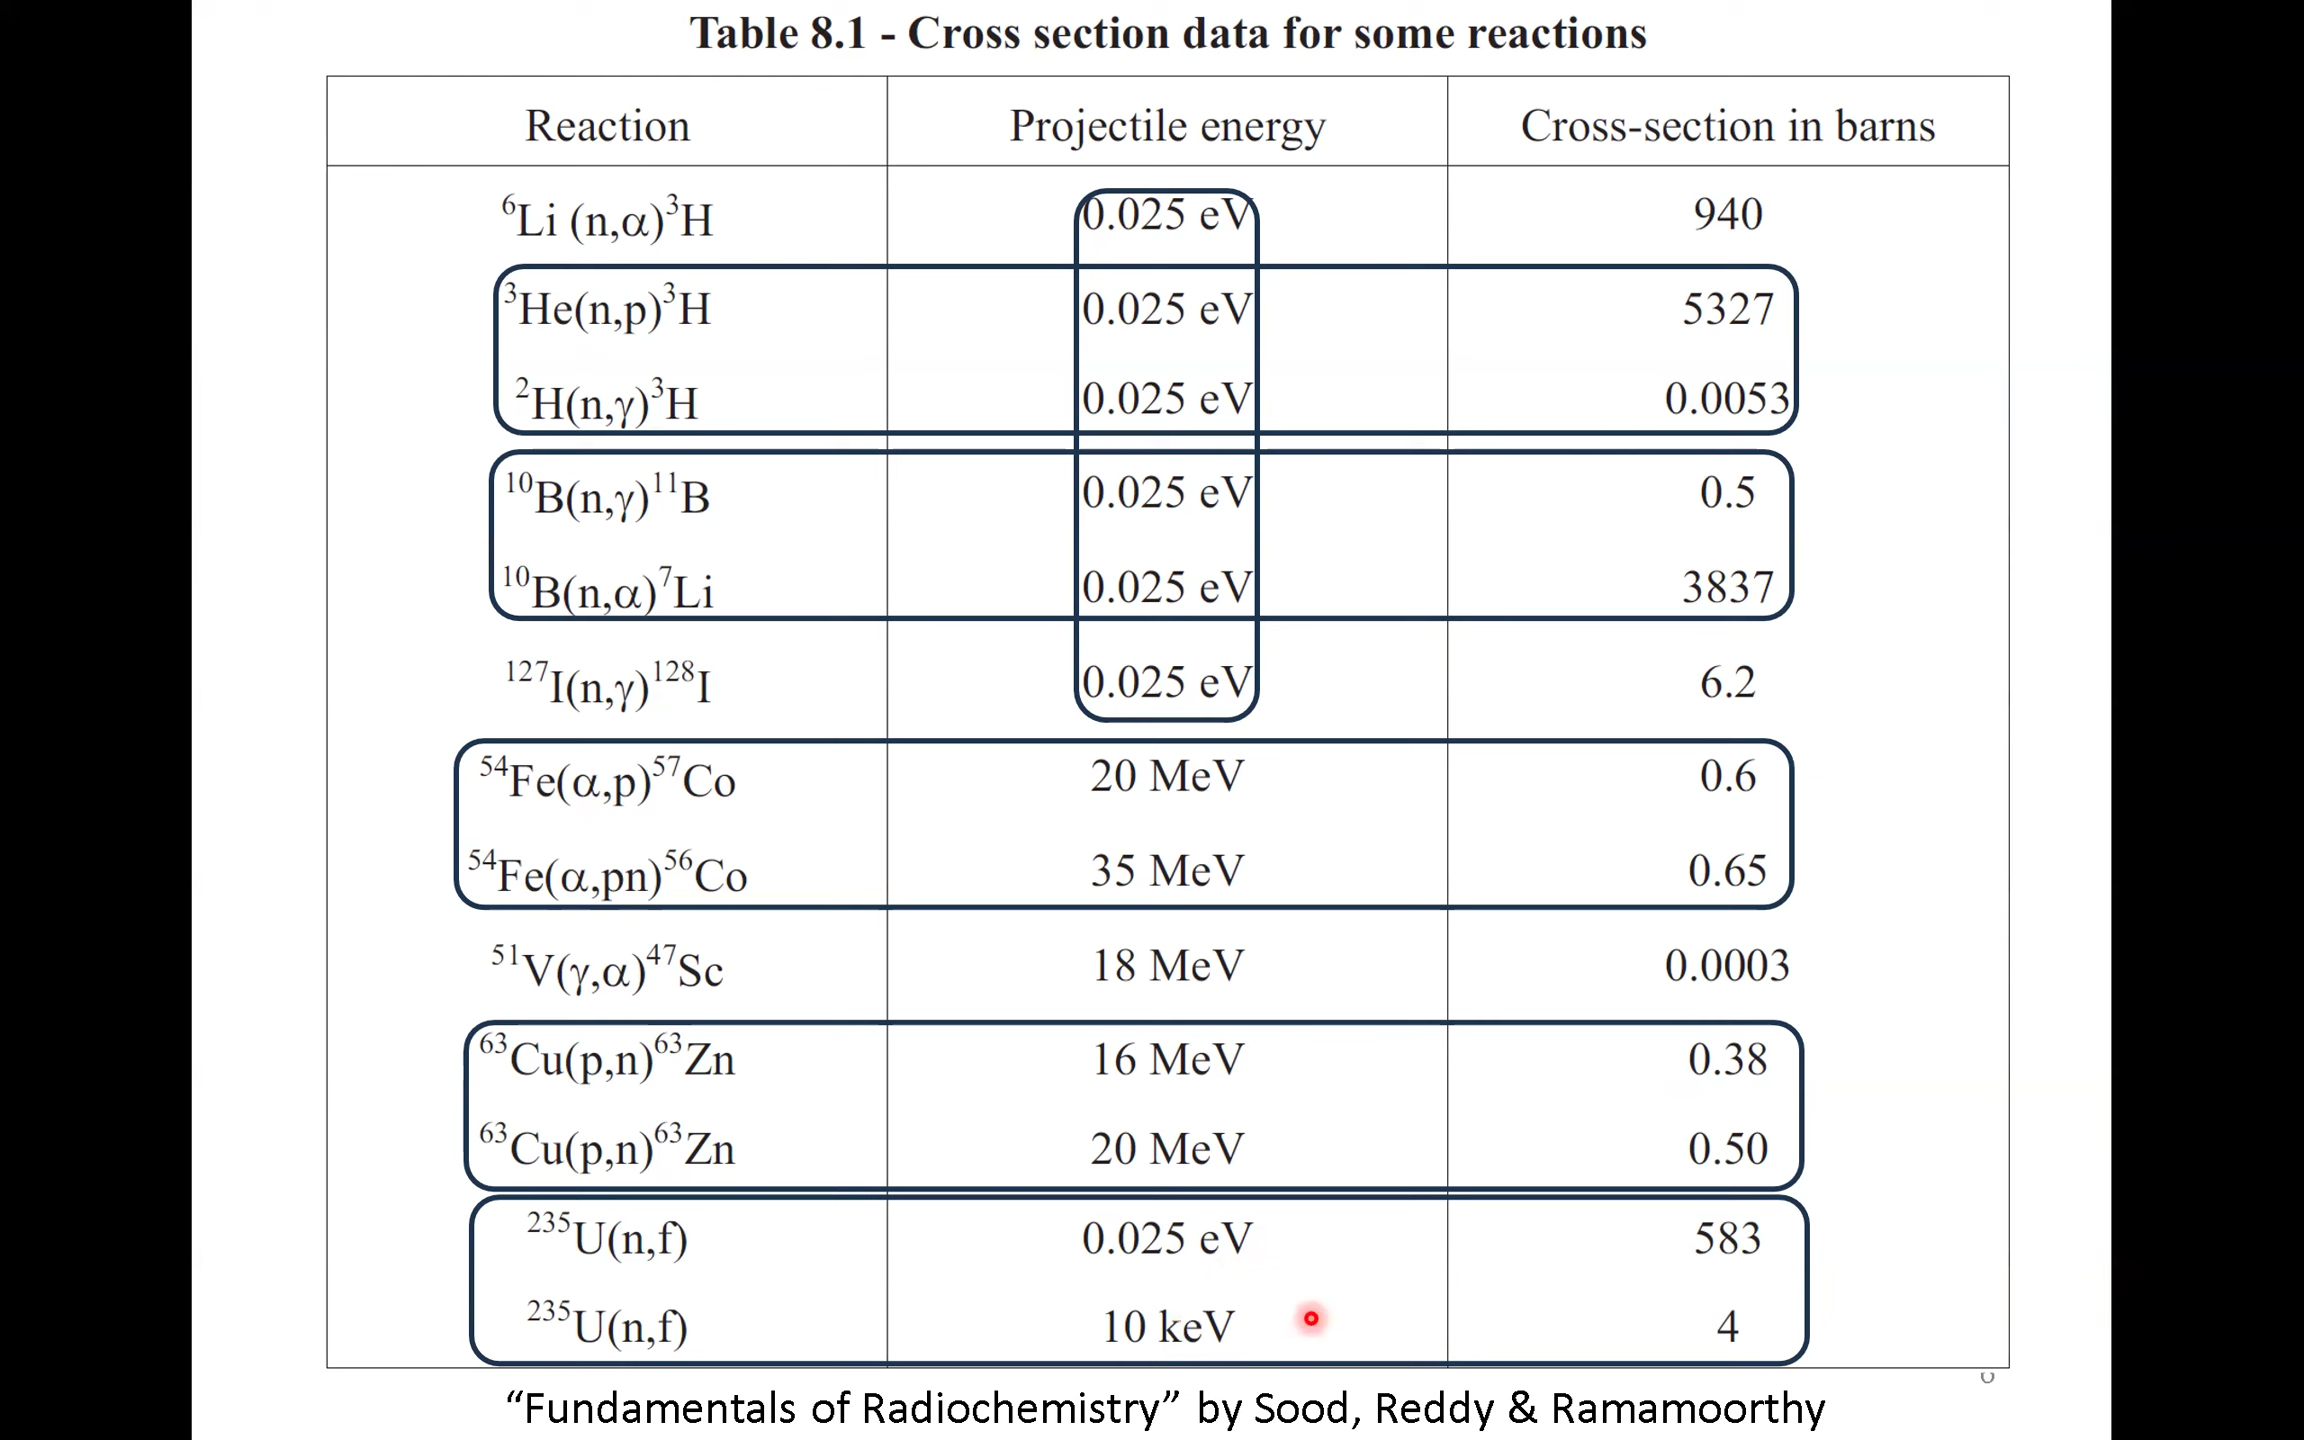 Table 8.1 - Cross section data for some reactions
Reaction Projectile energy Cross-section in barns
⁶Li (n,α)³H 0.025 eV 940
³He(n,p)³H 0.025 eV 5327
²H(n,γ)³H 0.025 eV 0.0053
¹⁰B(n,γ)¹¹B 0.025 eV 0.5
¹⁰B(n,α)⁷Li 0.025 eV 3837
¹²⁷I(n,γ)¹²⁸I 0.025 eV 6.2
⁵⁴Fe(α,p)⁵⁷Co 20 MeV 0.6
⁵⁴Fe(α,pn)⁵⁶Co 35 MeV 0.65
⁵¹V(γ,α)⁴⁷Sc 18 MeV 0.0003
⁶³Cu(p,n)⁶³Zn 16 MeV 0.38
⁶³Cu(p,n)⁶³Zn 20 MeV 0.50
²³⁵U(n,f) 0.025 eV 583
²³⁵U(n,f) 10 keV 4
“Fundamentals of Radiochemistry” by Sood, Reddy & Ramamoorthy